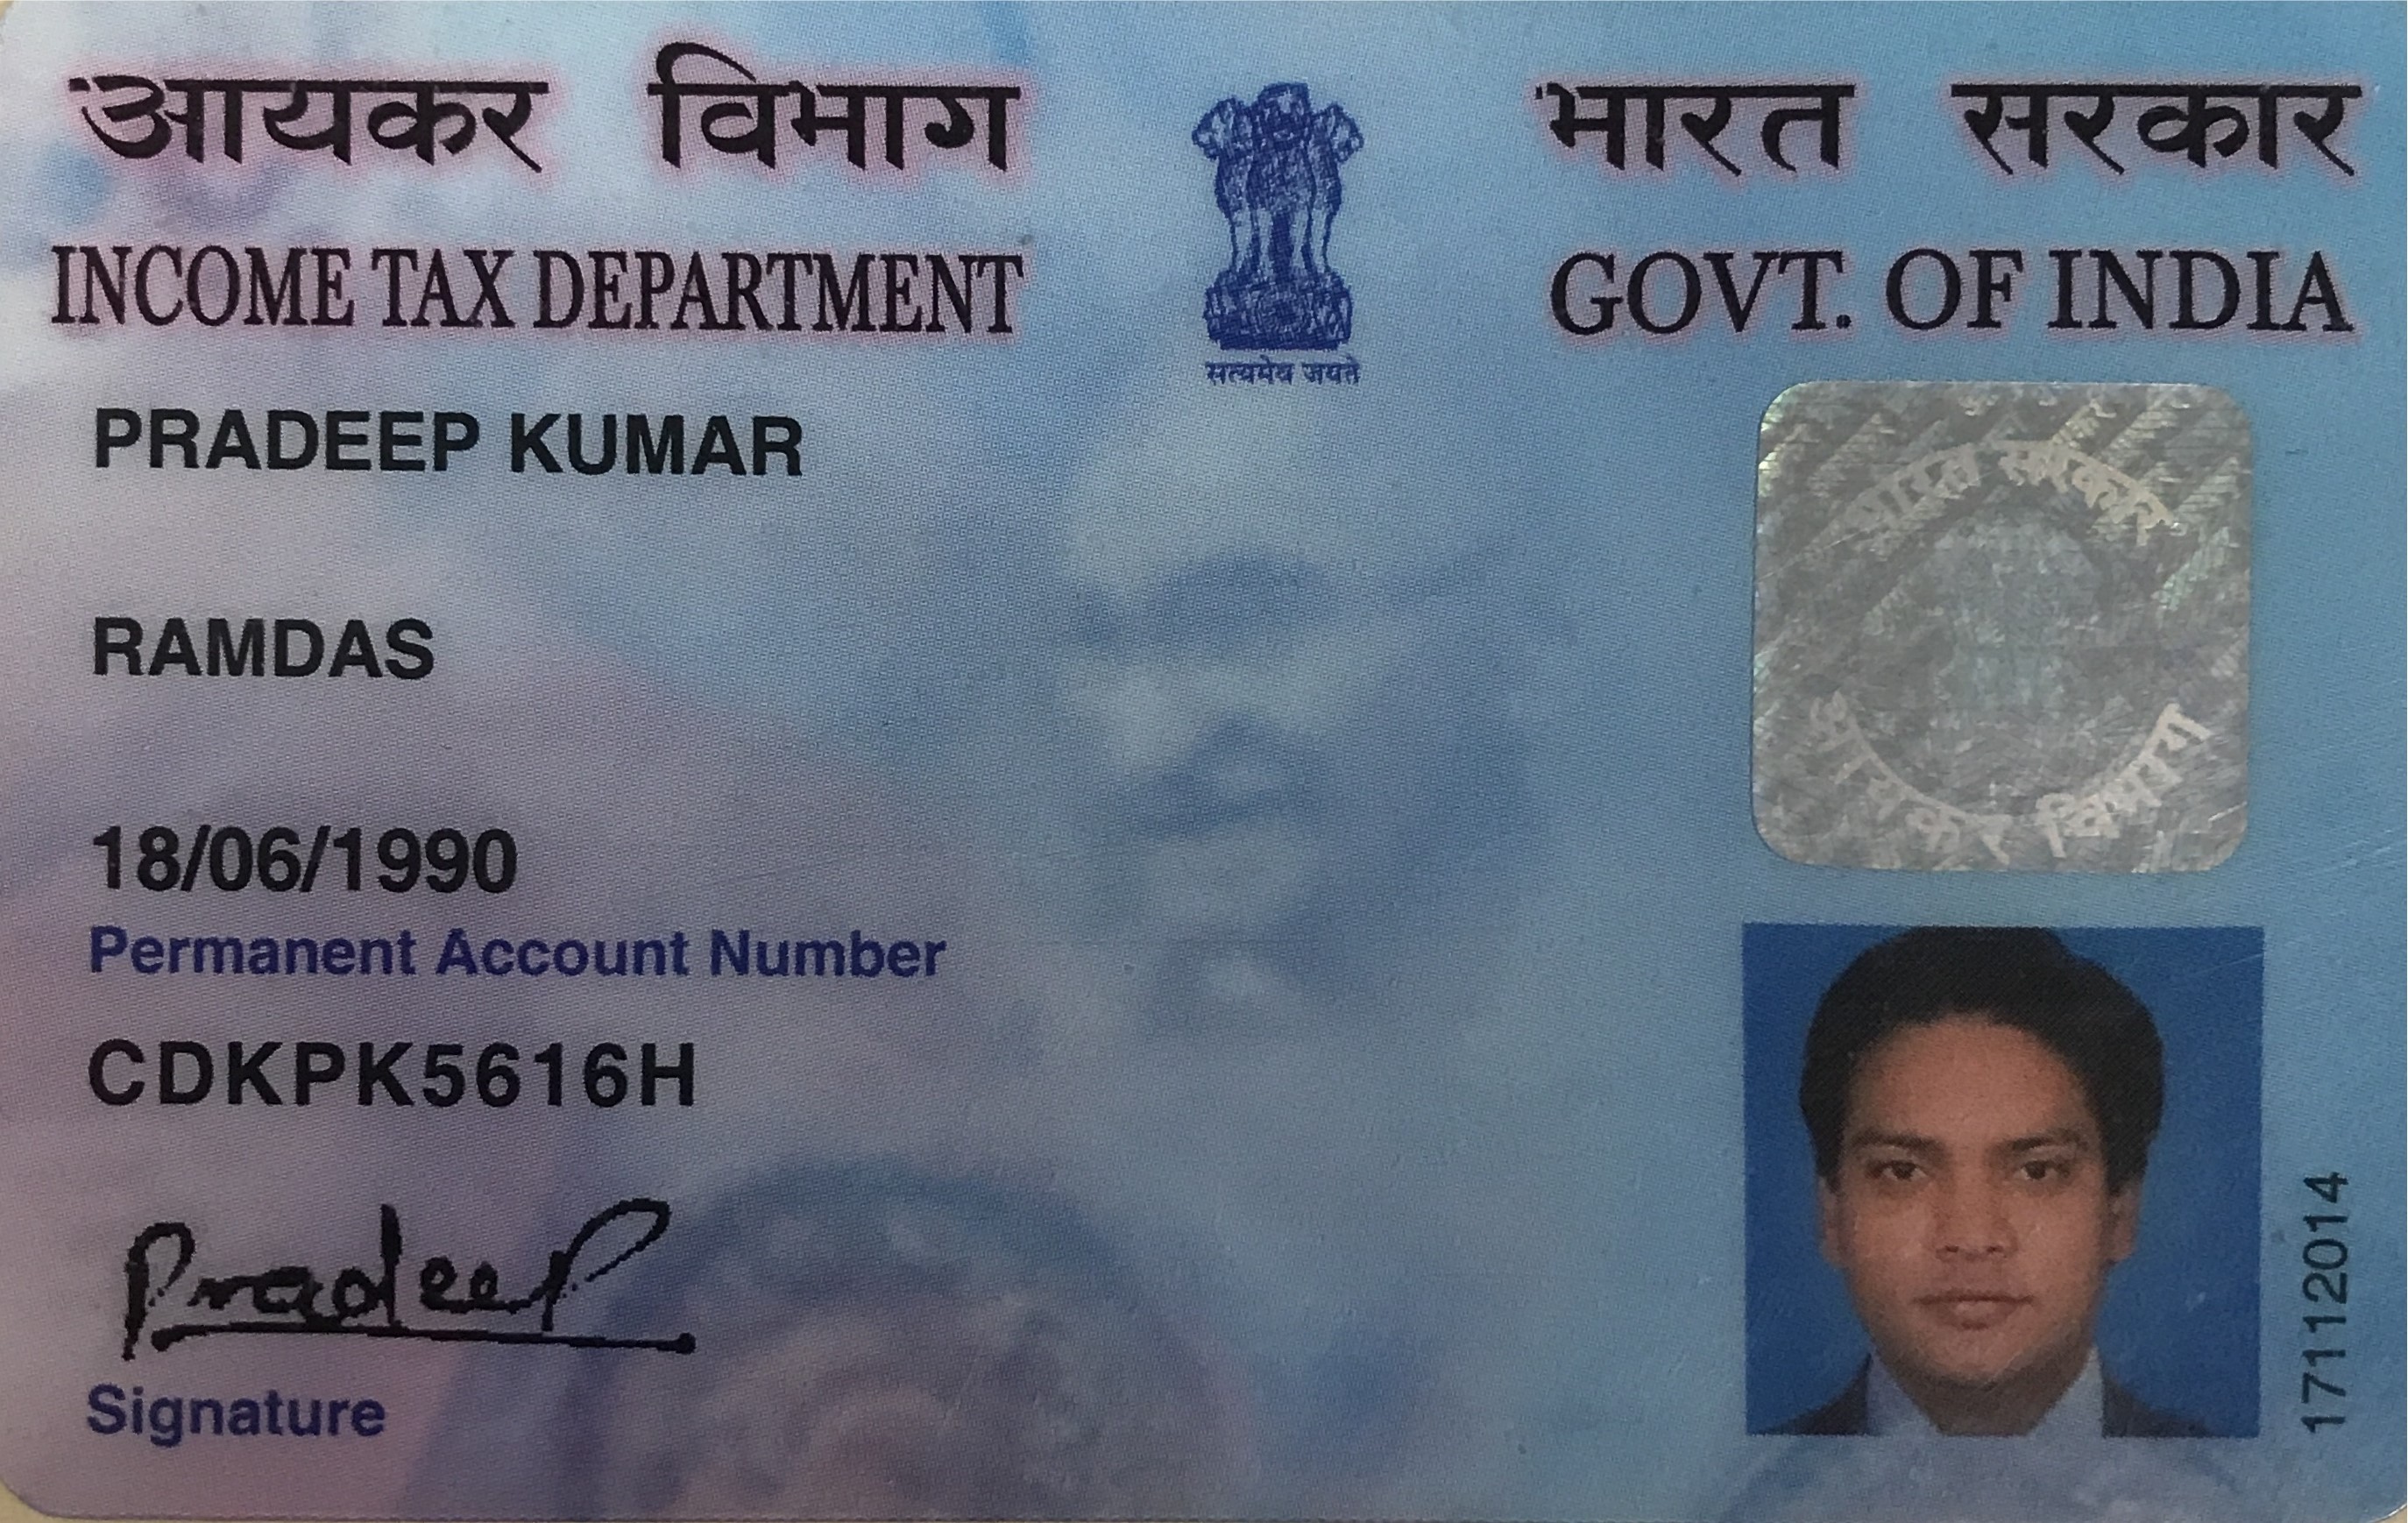 आयकर विभाग
INCOME TAX DEPARTMENT
भारत सरकार
GOVT. OF INDIA
सत्यमेव जयते
PRADEEP KUMAR
RAMDAS
18/06/1990
Permanent Account Number
CDKPK5616H
Pradeep
Signature
भारत सरकार
आयकर विभाग
17112014